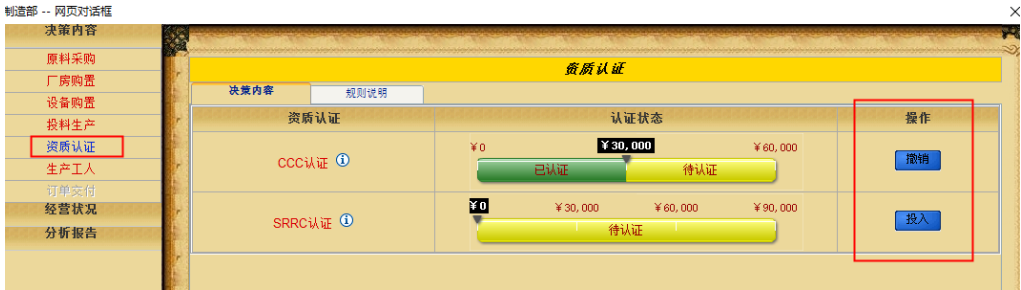 制造部 -- 网页对话框
决策内容
原料采购
厂房购置
设备购置
投料生产
资质认证
生产工人
订单交付
经营状况
分析报告
资质认证
决策内容 规则说明
资质认证 认证状态 操作
CCC认证 ¥0 ¥30,000 ¥60,000 撤销
已认证 待认证
SRRC认证 ¥0 ¥30,000 ¥60,000 ¥90,000 投入
待认证